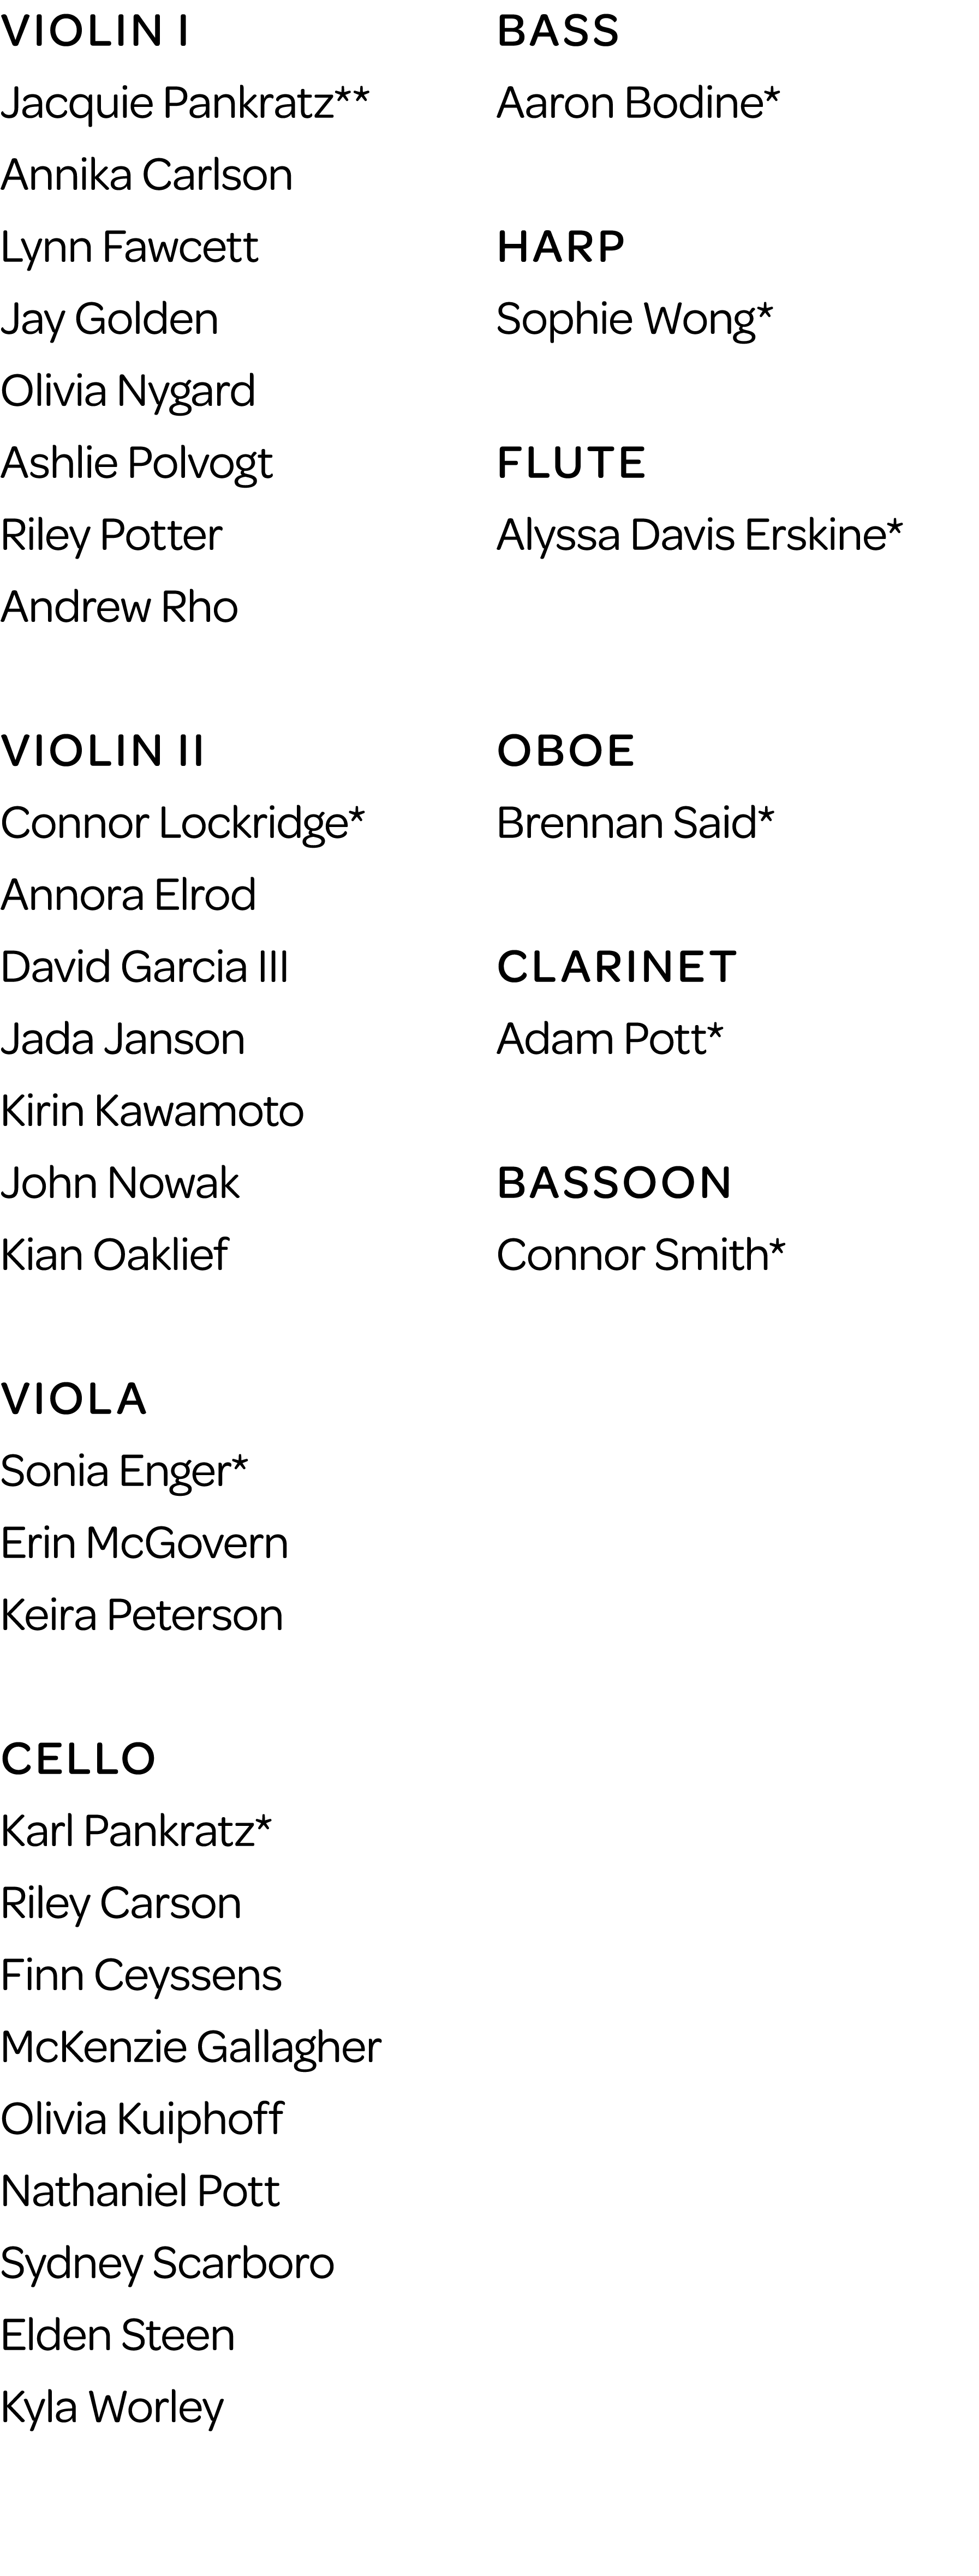 VIOLIN I
Jacquie Pankratz**
Annika Carlson
Lynn Fawcett
Jay Golden
Olivia Nygard
Ashlie Polvogt
Riley Potter
Andrew Rho
VIOLIN II
Connor Lockridge*
Annora Elrod
David Garcia III
Jada Janson
Kirin Kawamoto
John Nowak
Kian Oaklief
VIOLA
Sonia Enger*
Erin McGovern
Keira Peterson
CELLO
Karl Pankratz*
Riley Carson
Finn Ceyssens
McKenzie Gallagher
Olivia Kuiphoff
Nathaniel Pott
Sydney Scarboro
Elden Steen
Kyla Worley
BASS
Aaron Bodine*
HARP
Sophie Wong*
FLUTE
Alyssa Davis Erskine*
OBOE
Brennan Said*
CLARINET
Adam Pott*
BASSOON
Connor Smith*